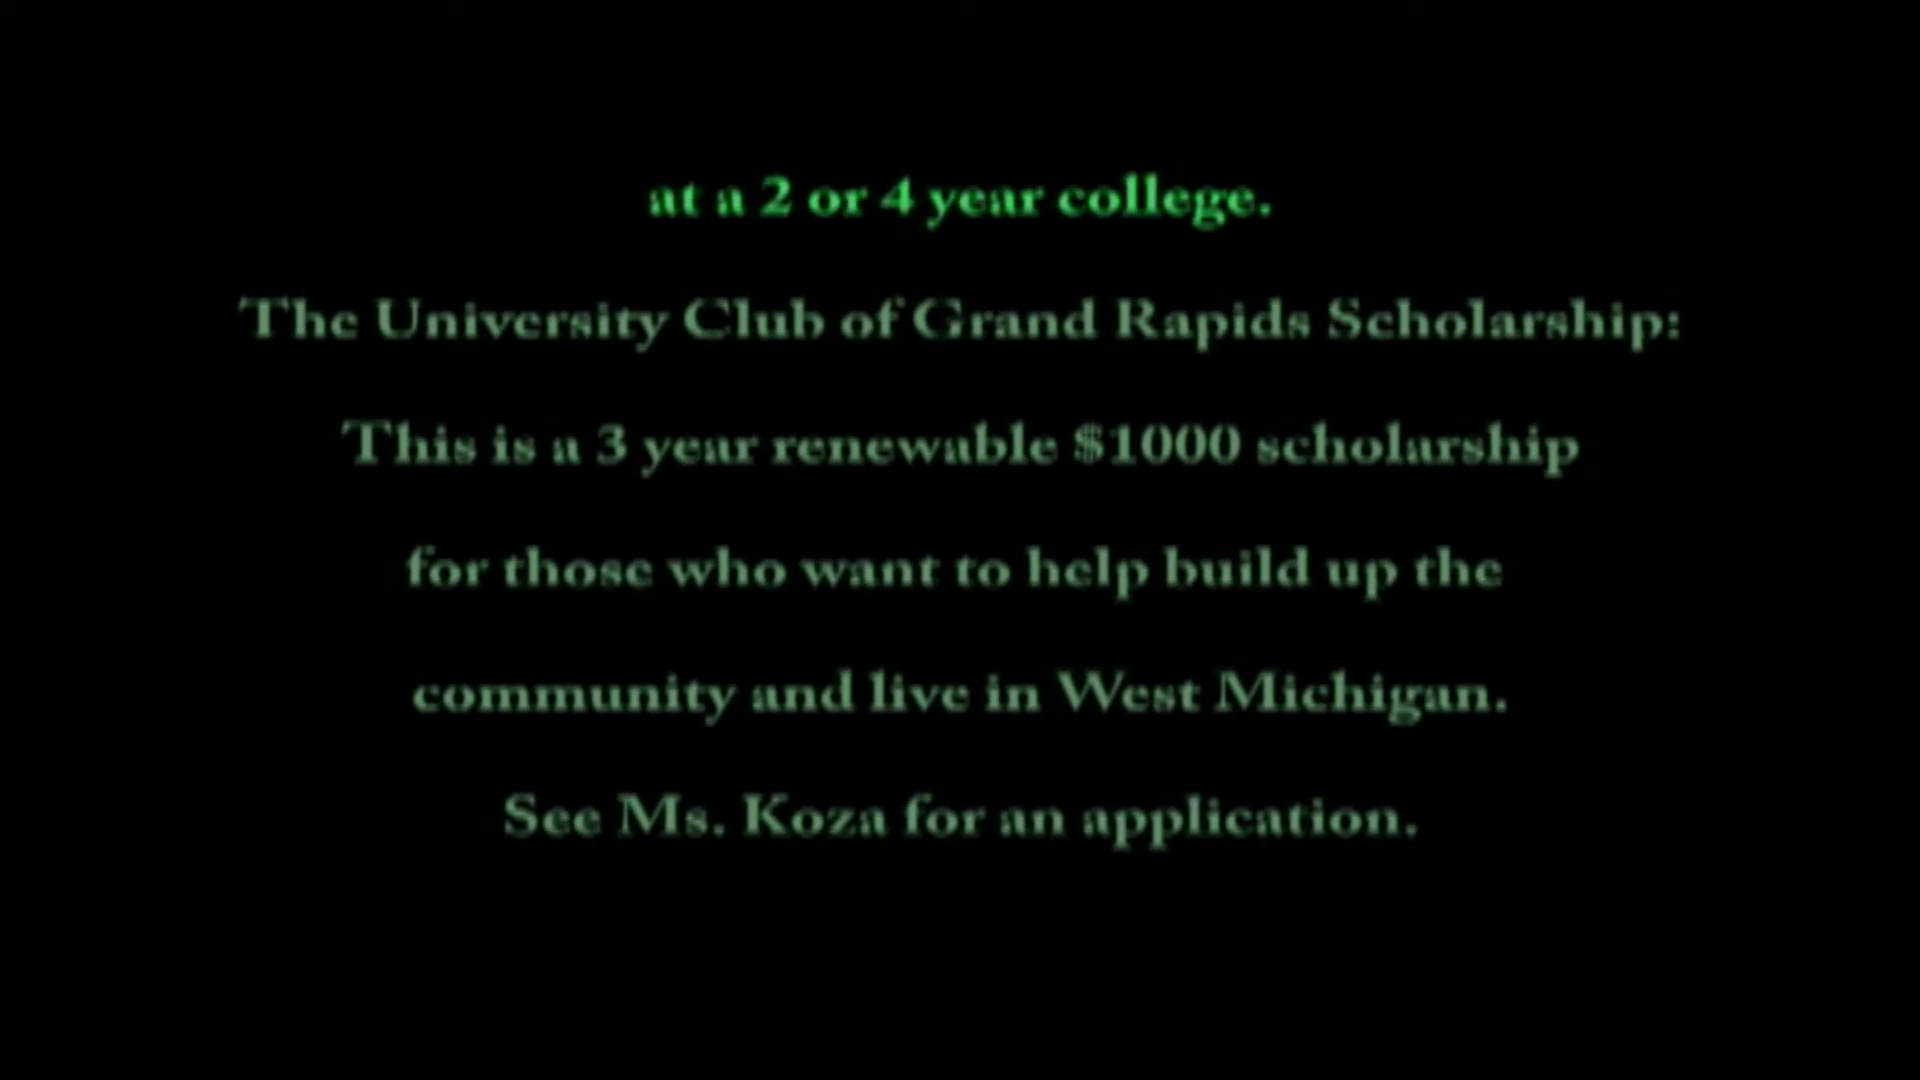 at a 2 or 4 year college.
The University Club of Grand Rapids Scholarship:
This is a 3 year renewable $1000 scholarship
for those who want to help build up the
community and live in West Michigan.
See Ms. Koza for an application.